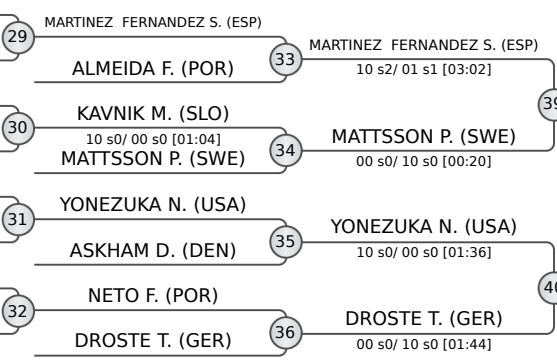 29
MARTINEZ FERNANDEZ S. (ESP)
ALMEIDA F. (POR)
33
MARTINEZ FERNANDEZ S. (ESP)
10 s2/ 01 s1 [03:02]
30
KAVNIK M. (SLO)
10 s0/ 00 s0 [01:04]
MATTSSON P. (SWE)
34
MATTSSON P. (SWE)
00 s0/ 10 s0 [00:20]
39
31
YONEZUKA N. (USA)
ASKHAM D. (DEN)
35
YONEZUKA N. (USA)
10 s0/ 00 s0 [01:36]
32
NETO F. (POR)
DROSTE T. (GER)
36
DROSTE T. (GER)
00 s0/ 10 s0 [01:44]
40